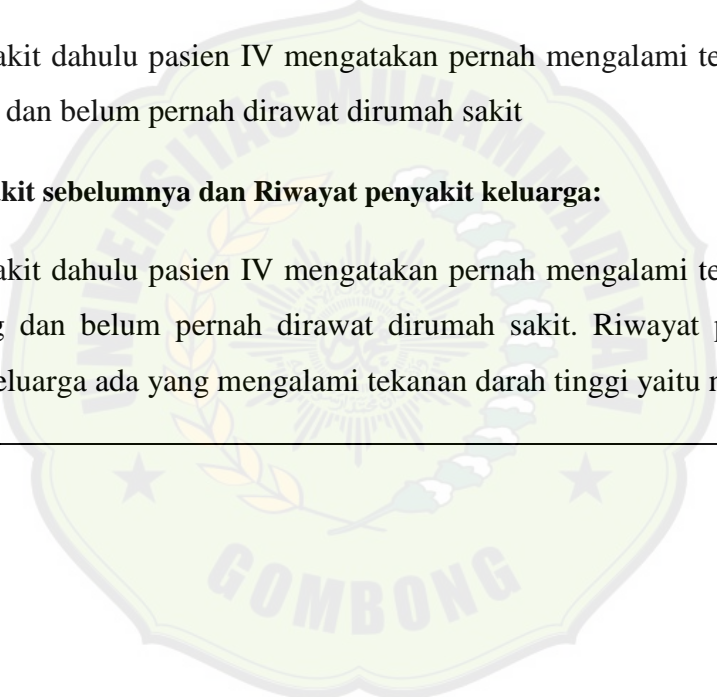 akit dahulu pasien IV mengatakan pernah mengalami te
dan belum pernah dirawat dirumah sakit
kit sebelumnya dan Riwayat penyakit keluarga:
akit dahulu pasien IV mengatakan pernah mengalami te
g dan belum pernah dirawat dirumah sakit. Riwayat p
eluarga ada yang mengalami tekanan darah tinggi yaitu n
UNIVERSITAS MUHAMMADIYAH
GOMBONG